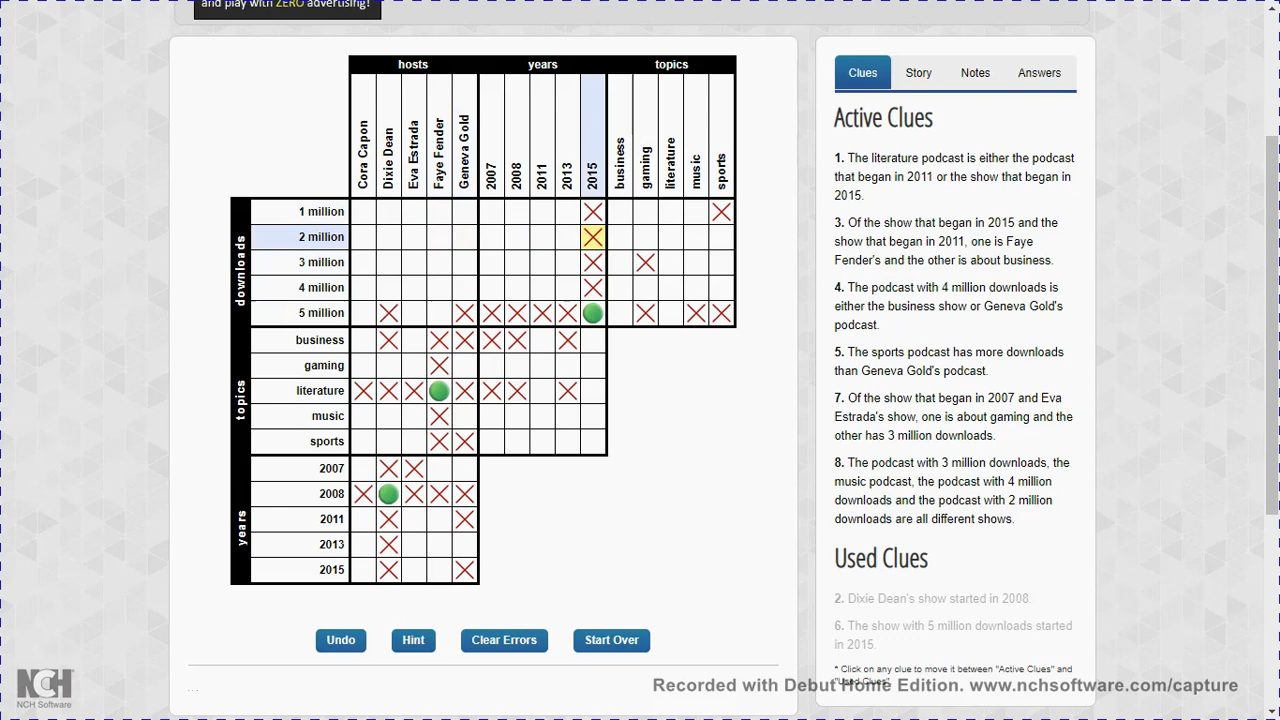 and play with ZERO advertising!
hosts
years
topics
Cora Capon
Dixie Dean
Eva Estrada
Faye Fender
Geneva Gold
2007
2008
2011
2013
2015
business
gaming
literature
music
sports
downloads
1 million
2 million
3 million
4 million
5 million
topics
business
gaming
literature
music
sports
years
2007
2008
2011
2013
2015
Undo
Hint
Clear Errors
Start Over
Clues
Story
Notes
Answers
Active Clues
1. The literature podcast is either the podcast
that began in 2011 or the show that began in
2015.
3. Of the show that began in 2015 and the
show that began in 2011, one is Faye
Fender's and the other is about business.
4. The podcast with 4 million downloads is
either the business show or Geneva Gold's
podcast.
5. The sports podcast has more downloads
than Geneva Gold's podcast.
7. Of the show that began in 2007 and Eva
Estrada's show, one is about gaming and the
other has 3 million downloads.
8. The podcast with 3 million downloads, the
music podcast, the podcast with 4 million
downloads and the podcast with 2 million
downloads are all different shows.
Used Clues
2. Dixie Dean's show started in 2008.
6. The show with 5 million downloads started
in 2015.
* Click on any clue to move it between "Active Clues" and
"Used Clues".
NCH
NCH Software
Recorded with Debut Home Edition. www.nchsoftware.com/capture